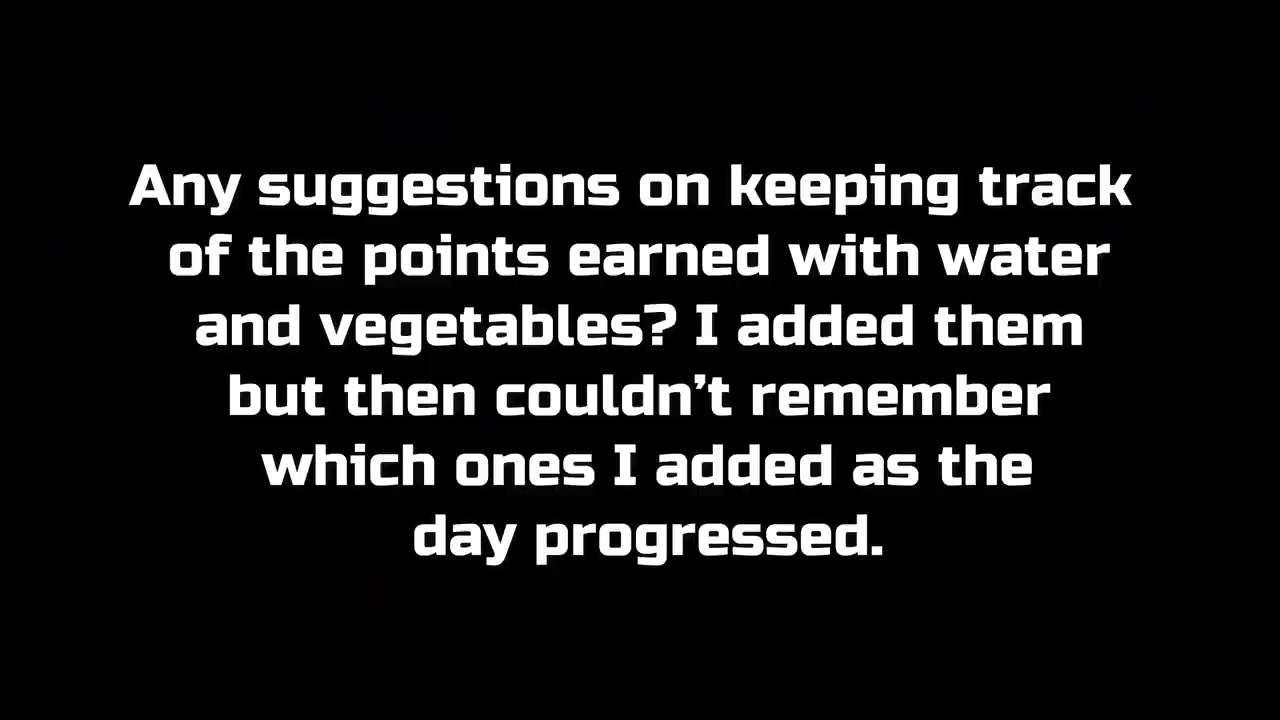 Any suggestions on keeping track
of the points earned with water
and vegetables? I added them
but then couldn’t remember
which ones I added as the
day progressed.